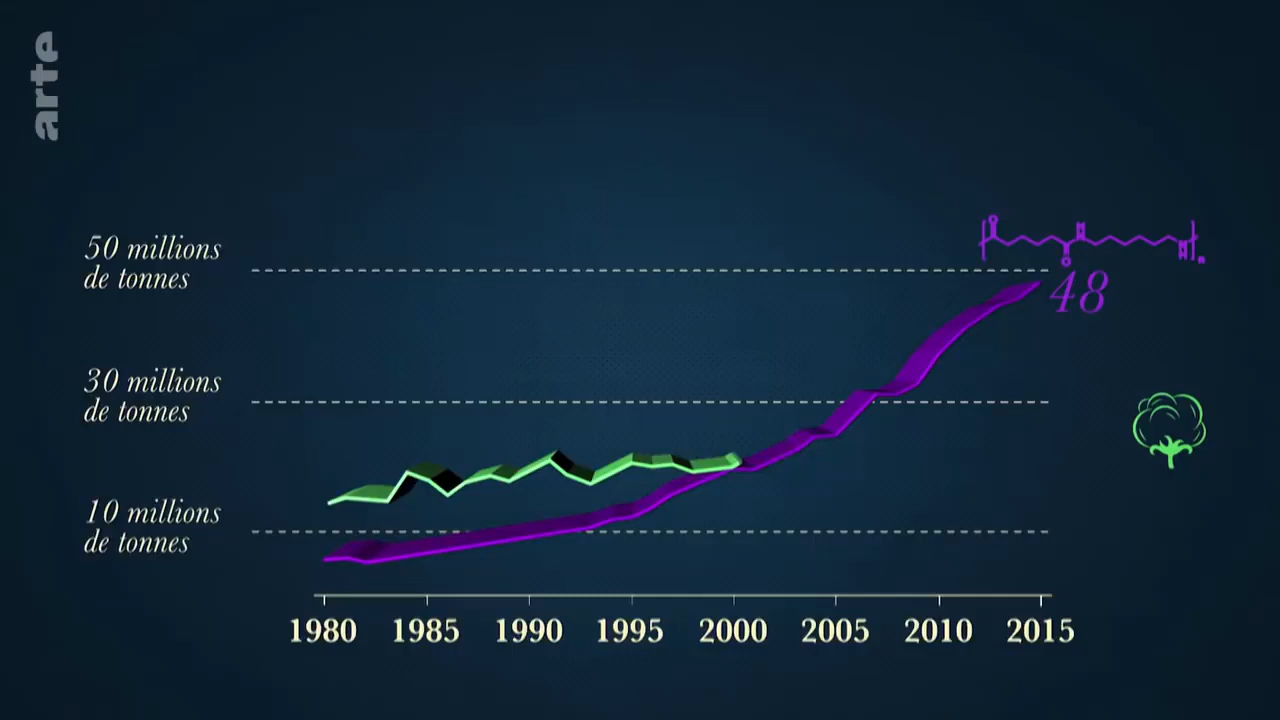 arte
50 millions
de tonnes
48
30 millions
de tonnes
10 millions
de tonnes
1980 1985 1990 1995 2000 2005 2010 2015